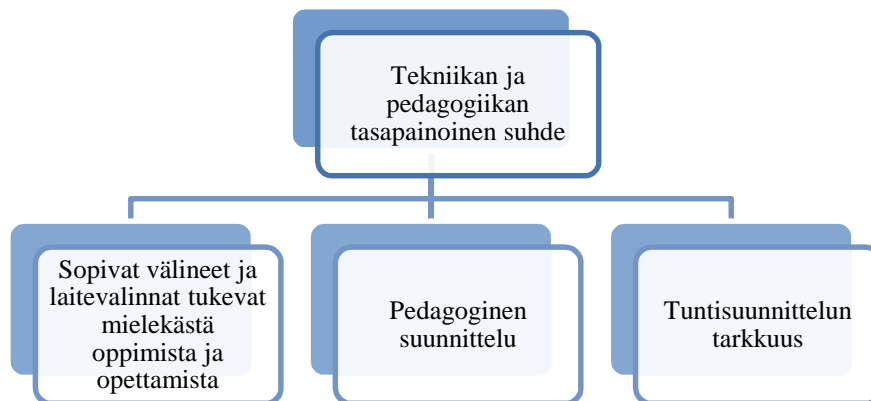 Tekniikan ja
pedagogiikan
tasapainoinen suhde
Sopivat välineet ja
laitevalinnat tukevat
mielekästä
oppimista ja
opettamista
Pedagoginen
suunnittelu
Tuntisuunnittelun
tarkkuus